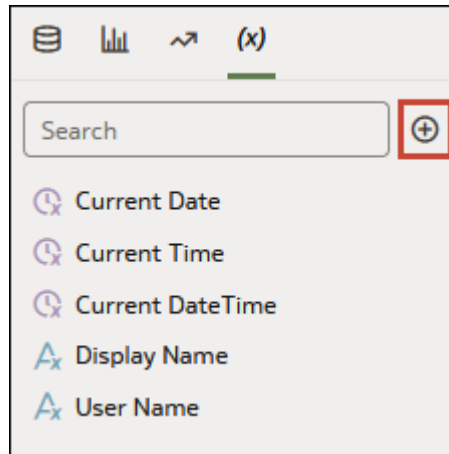 (x)
Search
Current Date
Current Time
Current DateTime
Display Name
User Name